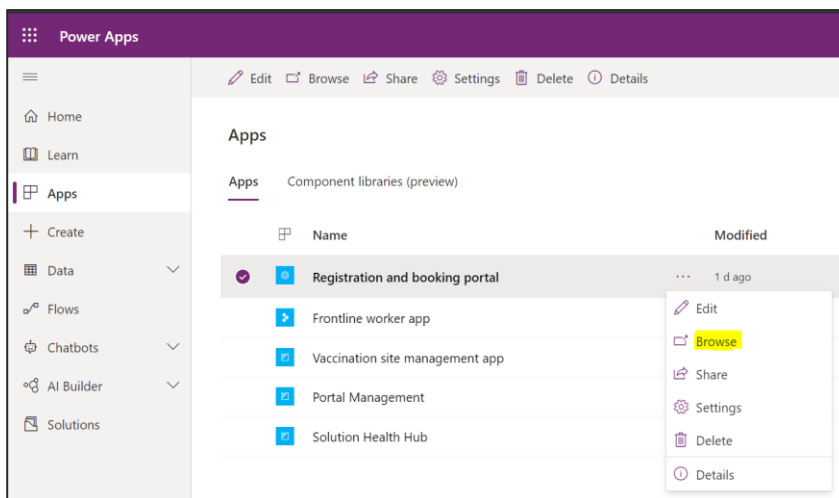 Power Apps
Edit Browse Share Settings Delete Details
Home
Learn
Apps
Create
Data
Flows
Chatbots
AI Builder
Solutions
Apps
Apps Component libraries (preview)
Name Modified
Registration and booking portal ... 1 d ago
Frontline worker app
Vaccination site management app
Portal Management
Solution Health Hub
Edit
Browse
Share
Settings
Delete
Details